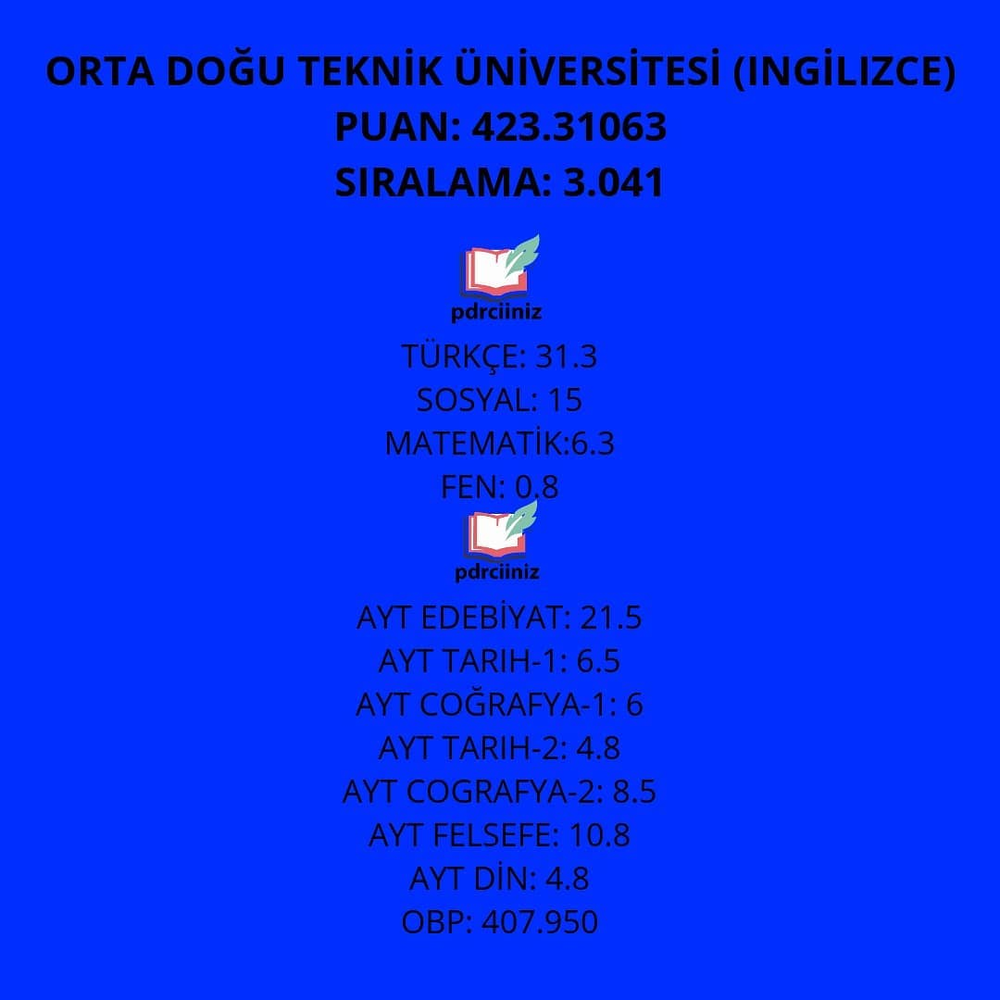 ORTA DOĞU TEKNİK ÜNİVERSİTESİ (INGİLIZCE)
PUAN: 423.31063
SIRALAMA: 3.041
pdrciiniz
TÜRKÇE: 31.3
SOSYAL: 15
MATEMATİK:6.3
FEN: 0.8
pdrciiniz
AYT EDEBİYAT: 21.5
AYT TARIH-1: 6.5
AYT COĞRAFYA-1: 6
AYT TARIH-2: 4.8
AYT COGRAFYA-2: 8.5
AYT FELSEFE: 10.8
AYT DİN: 4.8
OBP: 407.950